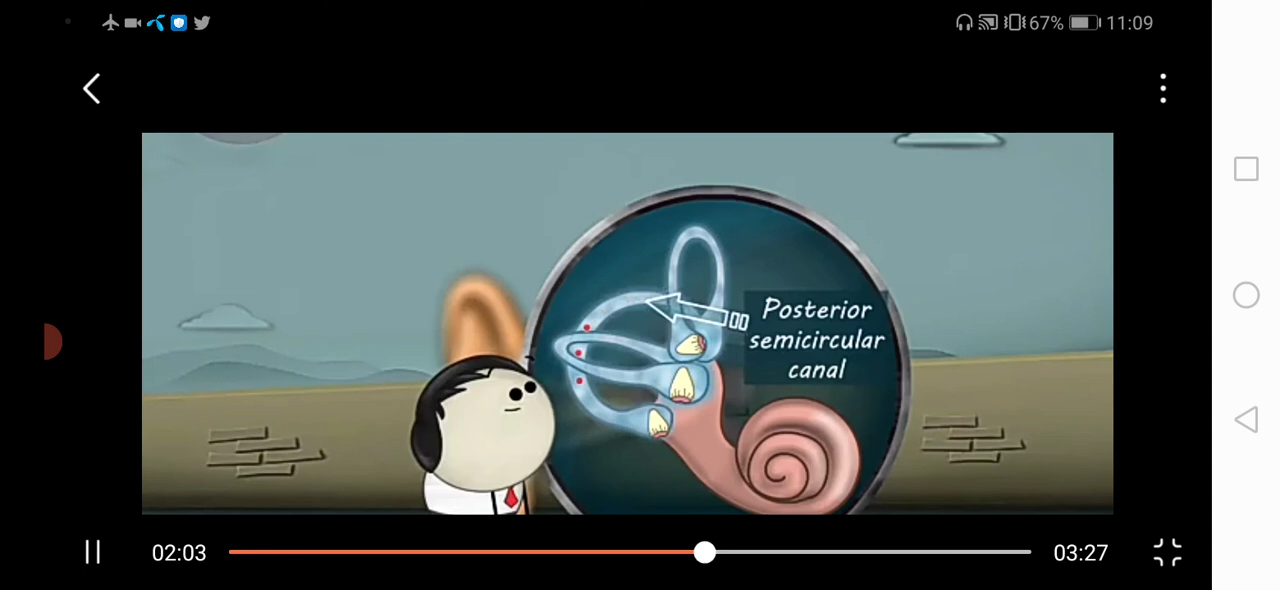 67% 11:09
Posterior
semicircular
canal
02:03
03:27